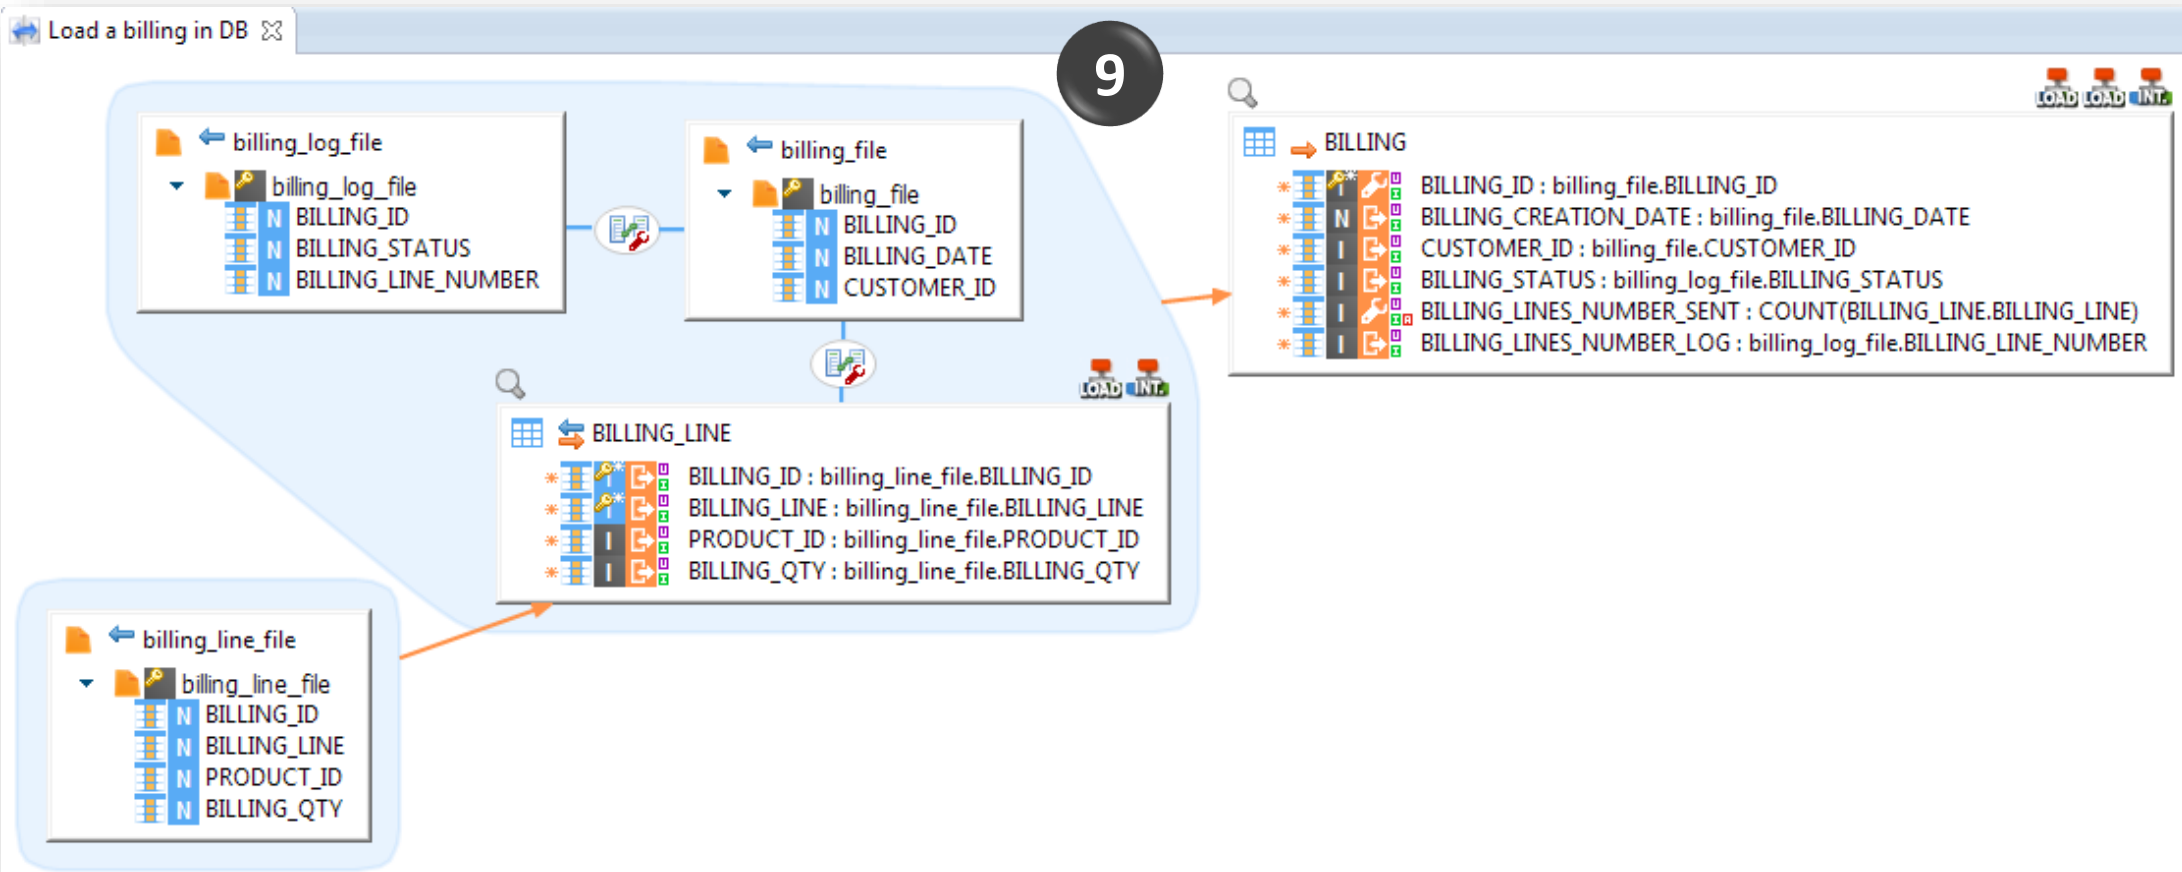 Load a billing in DB
9
billing_log_file
billing_log_file
N BILLING_ID
N BILLING_STATUS
N BILLING_LINE_NUMBER
billing_file
billing_file
N BILLING_ID
N BILLING_DATE
N CUSTOMER_ID
LOAD LOAD INT.
BILLING
I U I BILLING_ID : billing_file.BILLING_ID
N U I BILLING_CREATION_DATE : billing_file.BILLING_DATE
I U I CUSTOMER_ID : billing_file.CUSTOMER_ID
I U I BILLING_STATUS : billing_log_file.BILLING_STATUS
I U I A BILLING_LINES_NUMBER_SENT : COUNT(BILLING_LINE.BILLING_LINE)
I U I BILLING_LINES_NUMBER_LOG : billing_log_file.BILLING_LINE_NUMBER
LOAD INT.
BILLING_LINE
I U I BILLING_ID : billing_line_file.BILLING_ID
I U I BILLING_LINE : billing_line_file.BILLING_LINE
I U I PRODUCT_ID : billing_line_file.PRODUCT_ID
I U I BILLING_QTY : billing_line_file.BILLING_QTY
billing_line_file
billing_line_file
N BILLING_ID
N BILLING_LINE
N PRODUCT_ID
N BILLING_QTY